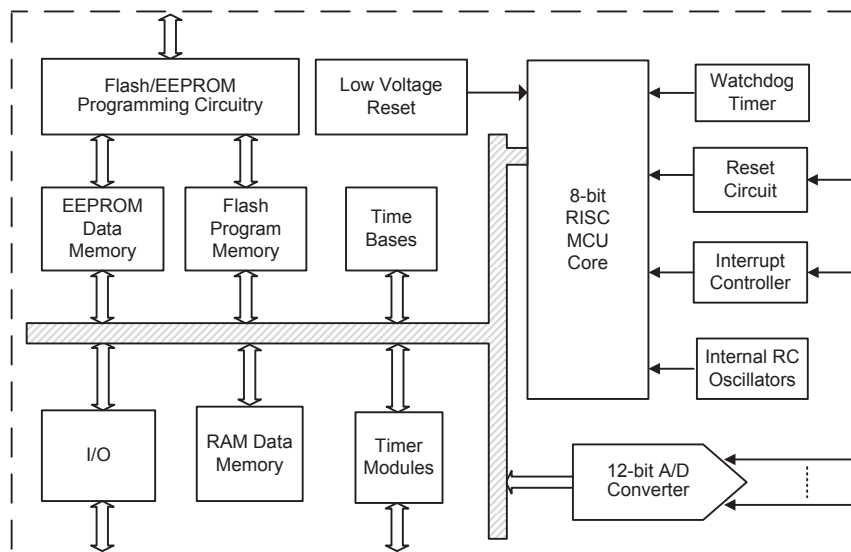 Flash/EEPROM
Programming Circuitry
Low Voltage
Reset
8-bit
RISC
MCU
Core
Watchdog
Timer
Reset
Circuit
EEPROM
Data
Memory
Flash
Program
Memory
Time
Bases
Interrupt
Controller
Internal RC
Oscillators
I/O
RAM Data
Memory
Timer
Modules
12-bit A/D
Converter